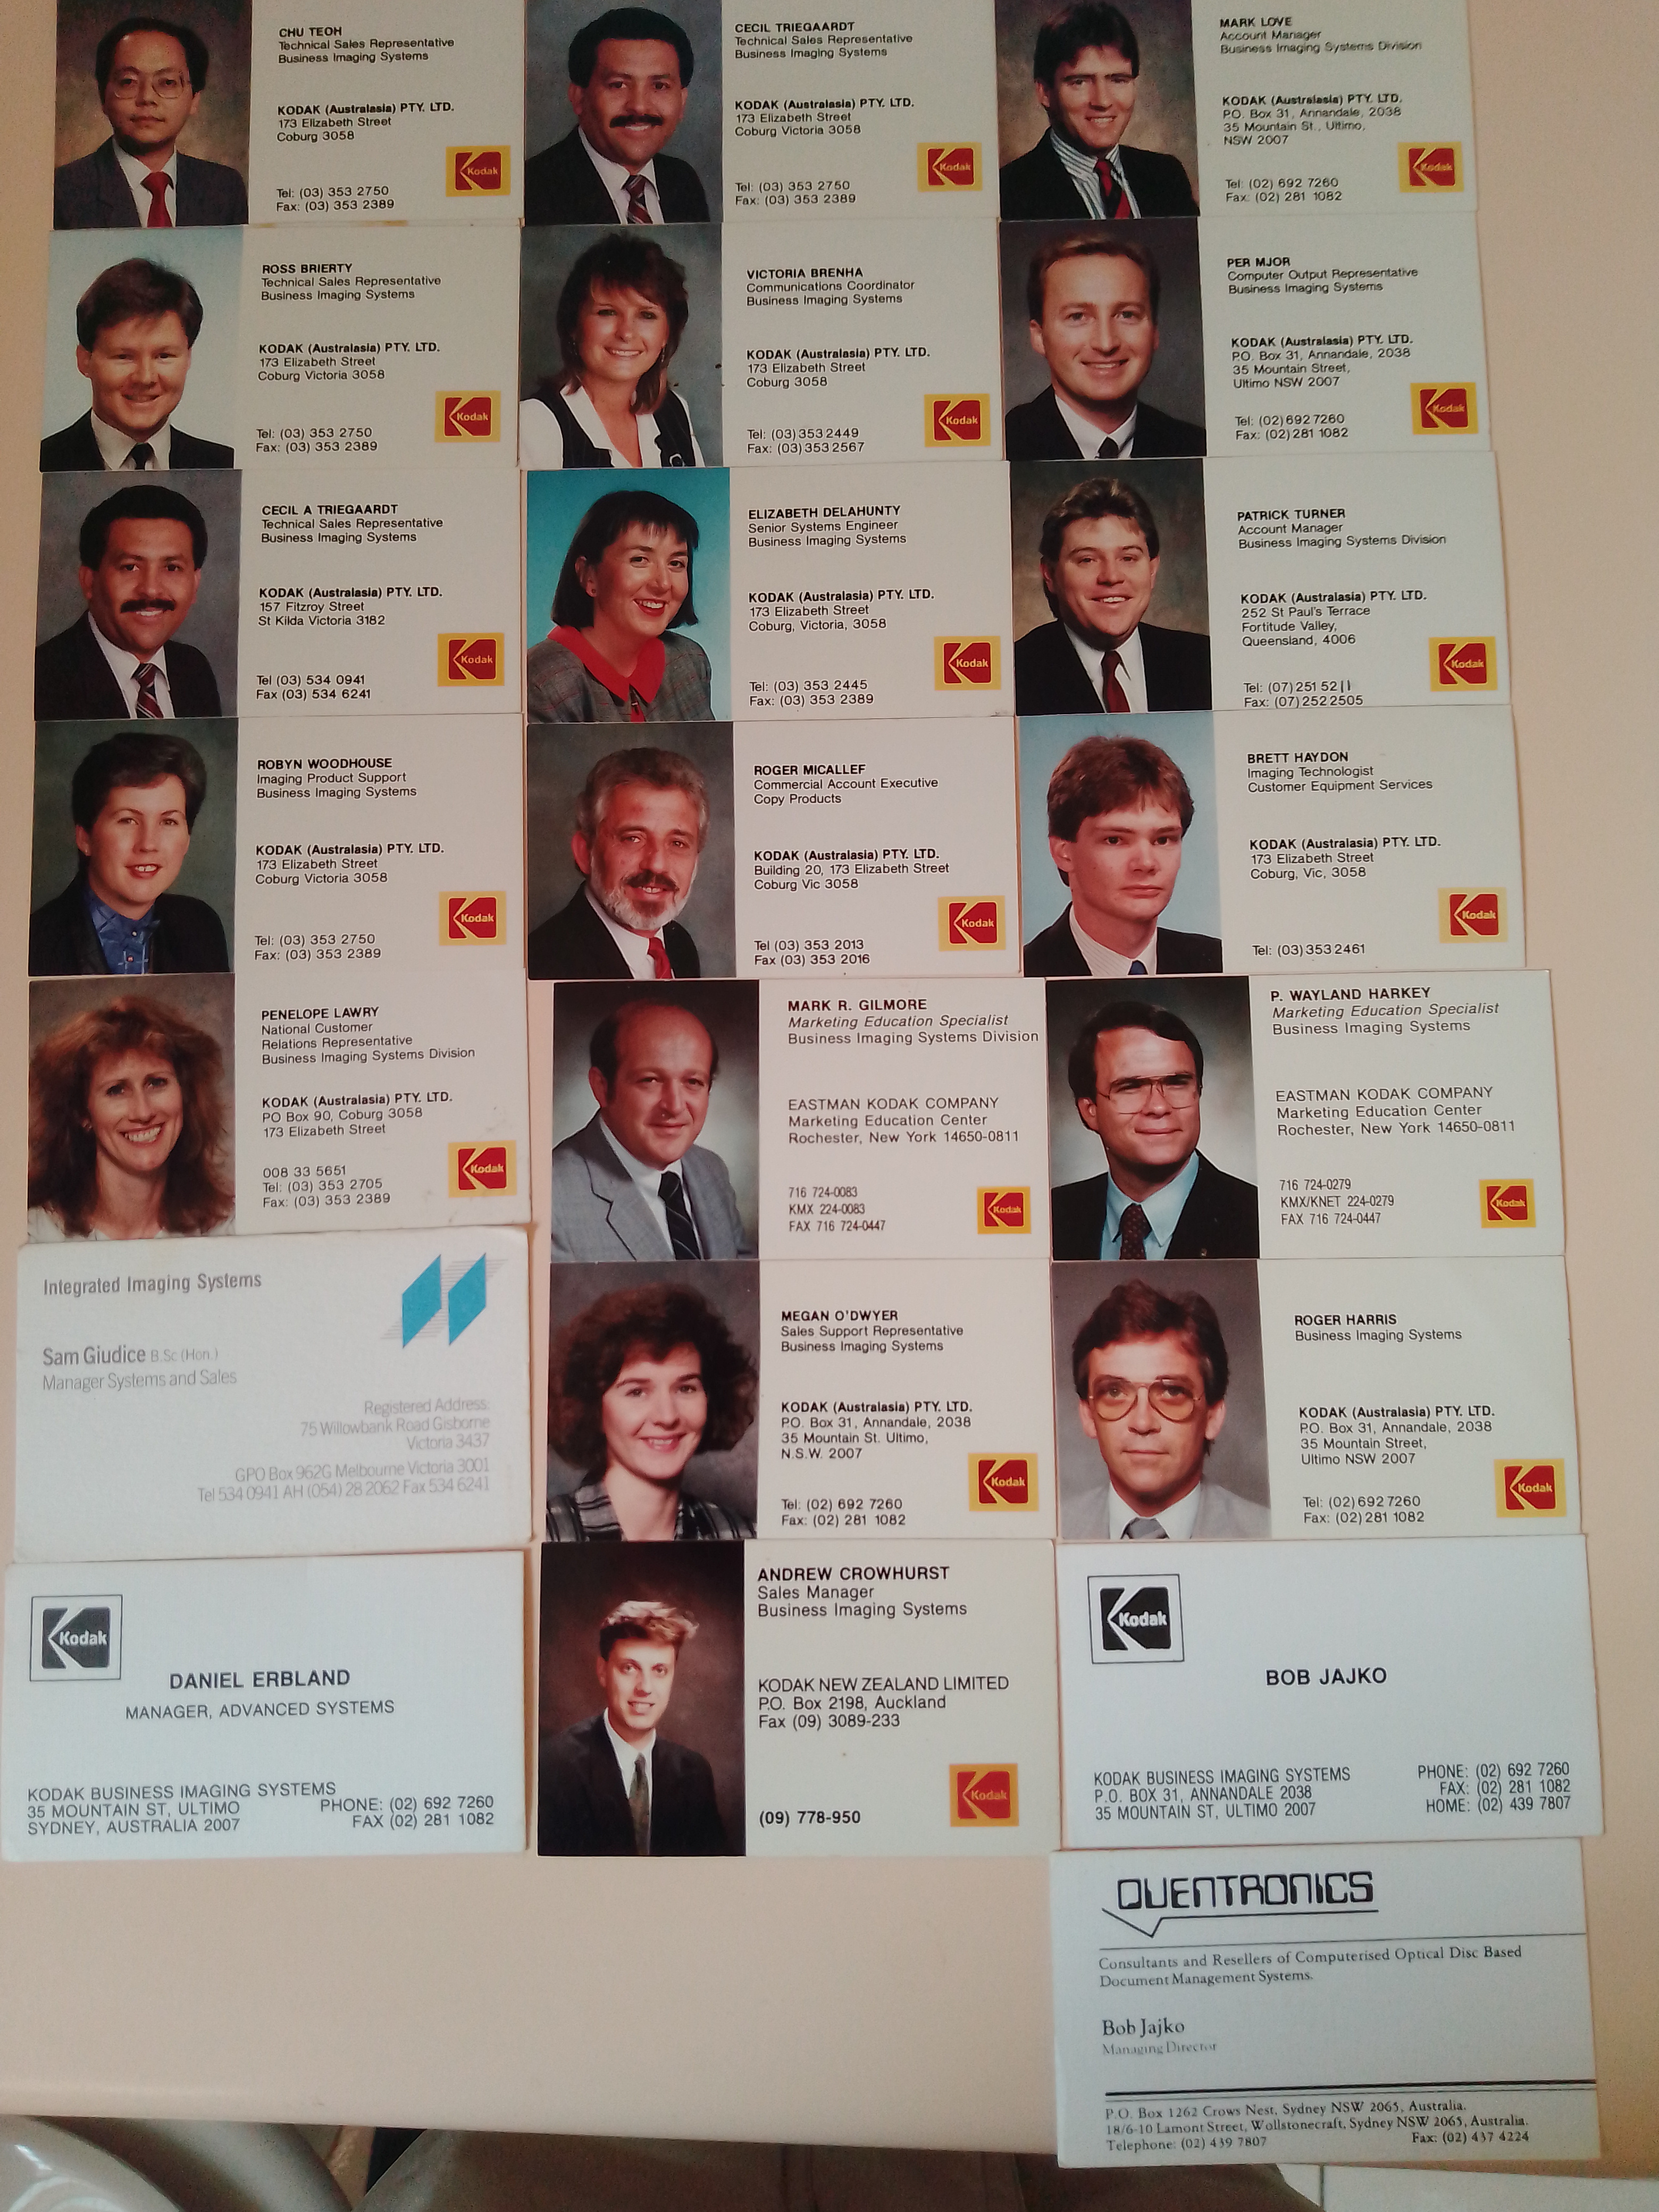 CHU TEOH
Technical Sales Representative
Business Imaging Systems
KODAK (Australasia) PTY. LTD.
173 Elizabeth Street
Coburg 3058
Tel: (03) 353 2750
Fax: (03) 353 2389
Kodak
CECIL TRIEGAARDT
Technical Sales Representative
Business Imaging Systems
KODAK (Australasia) PTY. LTD.
173 Elizabeth Street
Coburg Victoria 3058
Tel: (03) 353 2750
Fax: (03) 353 2389
Kodak
MARK LOVE
Account Manager
Business Imaging Systems Division
KODAK (Australasia) PTY. LTD.
P.O. Box 31, Annandale, 2038
35 Mountain St., Ultimo,
NSW 2007
Tel: (02) 692 7260
Fax: (02) 281 1082
Kodak
ROSS BRIERTY
Technical Sales Representative
Business Imaging Systems
KODAK (Australasia) PTY. LTD.
173 Elizabeth Street
Coburg Victoria 3058
Tel: (03) 353 2750
Fax: (03) 353 2389
Kodak
VICTORIA BRENHA
Communications Coordinator
Business Imaging Systems
KODAK (Australasia) PTY. LTD.
173 Elizabeth Street
Coburg 3058
Tel: (03) 353 2449
Fax: (03) 353 2567
Kodak
PER MJOR
Computer Output Representative
Business Imaging Systems
KODAK (Australasia) PTY. LTD.
P.O. Box 31, Annandale, 2038
35 Mountain Street,
Ultimo NSW 2007
Tel: (02) 692 7260
Fax: (02) 281 1082
Kodak
CECIL A TRIEGAARDT
Technical Sales Representative
Business Imaging Systems
KODAK (Australasia) PTY. LTD.
157 Fitzroy Street
St Kilda Victoria 3182
Tel (03) 534 0941
Fax (03) 534 6241
Kodak
ELIZABETH DELAHUNTY
Senior Systems Engineer
Business Imaging Systems
KODAK (Australasia) PTY. LTD.
173 Elizabeth Street
Coburg, Victoria, 3058
Tel: (03) 353 2445
Fax: (03) 353 2389
Kodak
PATRICK TURNER
Account Manager
Business Imaging Systems Division
KODAK (Australasia) PTY. LTD.
252 St Paul's Terrace
Fortitude Valley,
Queensland, 4006
Tel: (07) 251 5211
Fax: (07) 252 2505
Kodak
ROBYN WOODHOUSE
Imaging Product Support
Business Imaging Systems
KODAK (Australasia) PTY. LTD.
173 Elizabeth Street
Coburg Victoria 3058
Tel: (03) 353 2750
Fax: (03) 353 2389
Kodak
ROGER MICALLEF
Commercial Account Executive
Copy Products
KODAK (Australasia) PTY. LTD.
Building 20, 173 Elizabeth Street
Coburg Vic 3058
Tel (03) 353 2013
Fax (03) 353 2016
Kodak
BRETT HAYDON
Imaging Technologist
Customer Equipment Services
KODAK (Australasia) PTY. LTD.
173 Elizabeth Street
Coburg, Vic, 3058
Tel: (03) 353 2461
Kodak
PENELOPE LAWRY
National Customer
Relations Representative
Business Imaging Systems Division
KODAK (Australasia) PTY. LTD.
PO Box 90, Coburg 3058
173 Elizabeth Street
008 33 5651
Tel: (03) 353 2705
Fax: (03) 353 2389
Kodak
MARK R. GILMORE
Marketing Education Specialist
Business Imaging Systems Division
EASTMAN KODAK COMPANY
Marketing Education Center
Rochester, New York 14650-0811
716 724-0083
KMX 224-0083
FAX 716 724-0447
Kodak
P. WAYLAND HARKEY
Marketing Education Specialist
Business Imaging Systems
EASTMAN KODAK COMPANY
Marketing Education Center
Rochester, New York 14650-0811
716 724-0279
KMX/KNET 224-0279
FAX 716 724-0447
Kodak
Integrated Imaging Systems
Sam Giudice B.Sc (Hon.)
Manager Systems and Sales
Registered Address:
75 Willowbank Road Gisborne
Victoria 3437
GPO Box 962G Melbourne Victoria 3001
Tel 534 0941 AH (054) 28 2062 Fax 534 6241
MEGAN O'DWYER
Sales Support Representative
Business Imaging Systems
KODAK (Australasia) PTY. LTD.
P.O. Box 31, Annandale, 2038
35 Mountain St. Ultimo,
N.S.W. 2007
Tel: (02) 692 7260
Fax: (02) 281 1082
Kodak
ROGER HARRIS
Business Imaging Systems
KODAK (Australasia) PTY. LTD.
P.O. Box 31, Annandale, 2038
35 Mountain Street,
Ultimo NSW 2007
Tel: (02) 692 7260
Fax: (02) 281 1082
Kodak
Kodak
DANIEL ERBLAND
MANAGER, ADVANCED SYSTEMS
KODAK BUSINESS IMAGING SYSTEMS
35 MOUNTAIN ST, ULTIMO
SYDNEY, AUSTRALIA 2007
PHONE: (02) 692 7260
FAX (02) 281 1082
ANDREW CROWHURST
Sales Manager
Business Imaging Systems
KODAK NEW ZEALAND LIMITED
P.O. Box 2198, Auckland
Fax (09) 3089-233
(09) 778-950
Kodak
Kodak
BOB JAJKO
KODAK BUSINESS IMAGING SYSTEMS
P.O. BOX 31, ANNANDALE 2038
35 MOUNTAIN ST, ULTIMO 2007
PHONE: (02) 692 7260
FAX: (02) 281 1082
HOME: (02) 439 7807
QUENTRONICS
Consultants and Resellers of Computerised Optical Disc Based
Document Management Systems.
Bob Jajko
Managing Director
P.O. Box 1262 Crows Nest, Sydney NSW 2065, Australia.
18/6-10 Lamont Street, Wollstonecraft, Sydney NSW 2065, Australia.
Telephone: (02) 439 7807
Fax: (02) 437 4224